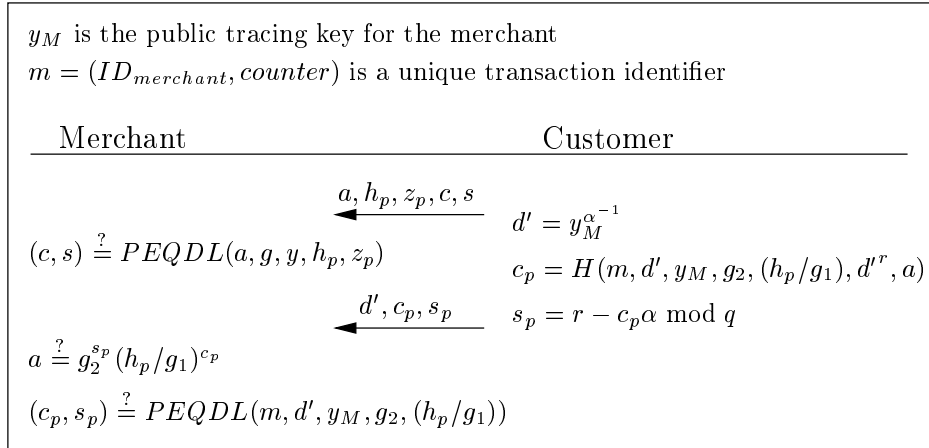 y_M is the public tracing key for the merchant
m = (ID_merchant, counter) is a unique transaction identifier
Merchant Customer
a, h_p, z_p, c, s
d' = y_M^{α^{-1}}
(c, s) ?= PEQDL(a, g, y, h_p, z_p)
c_p = H(m, d', y_M, g_2, (h_p/g_1), d'^r, a)
d', c_p, s_p
s_p = r − c_pα mod q
a ?= g_2^{s_p}(h_p/g_1)^{c_p}
(c_p, s_p) ?= PEQDL(m, d', y_M, g_2, (h_p/g_1))